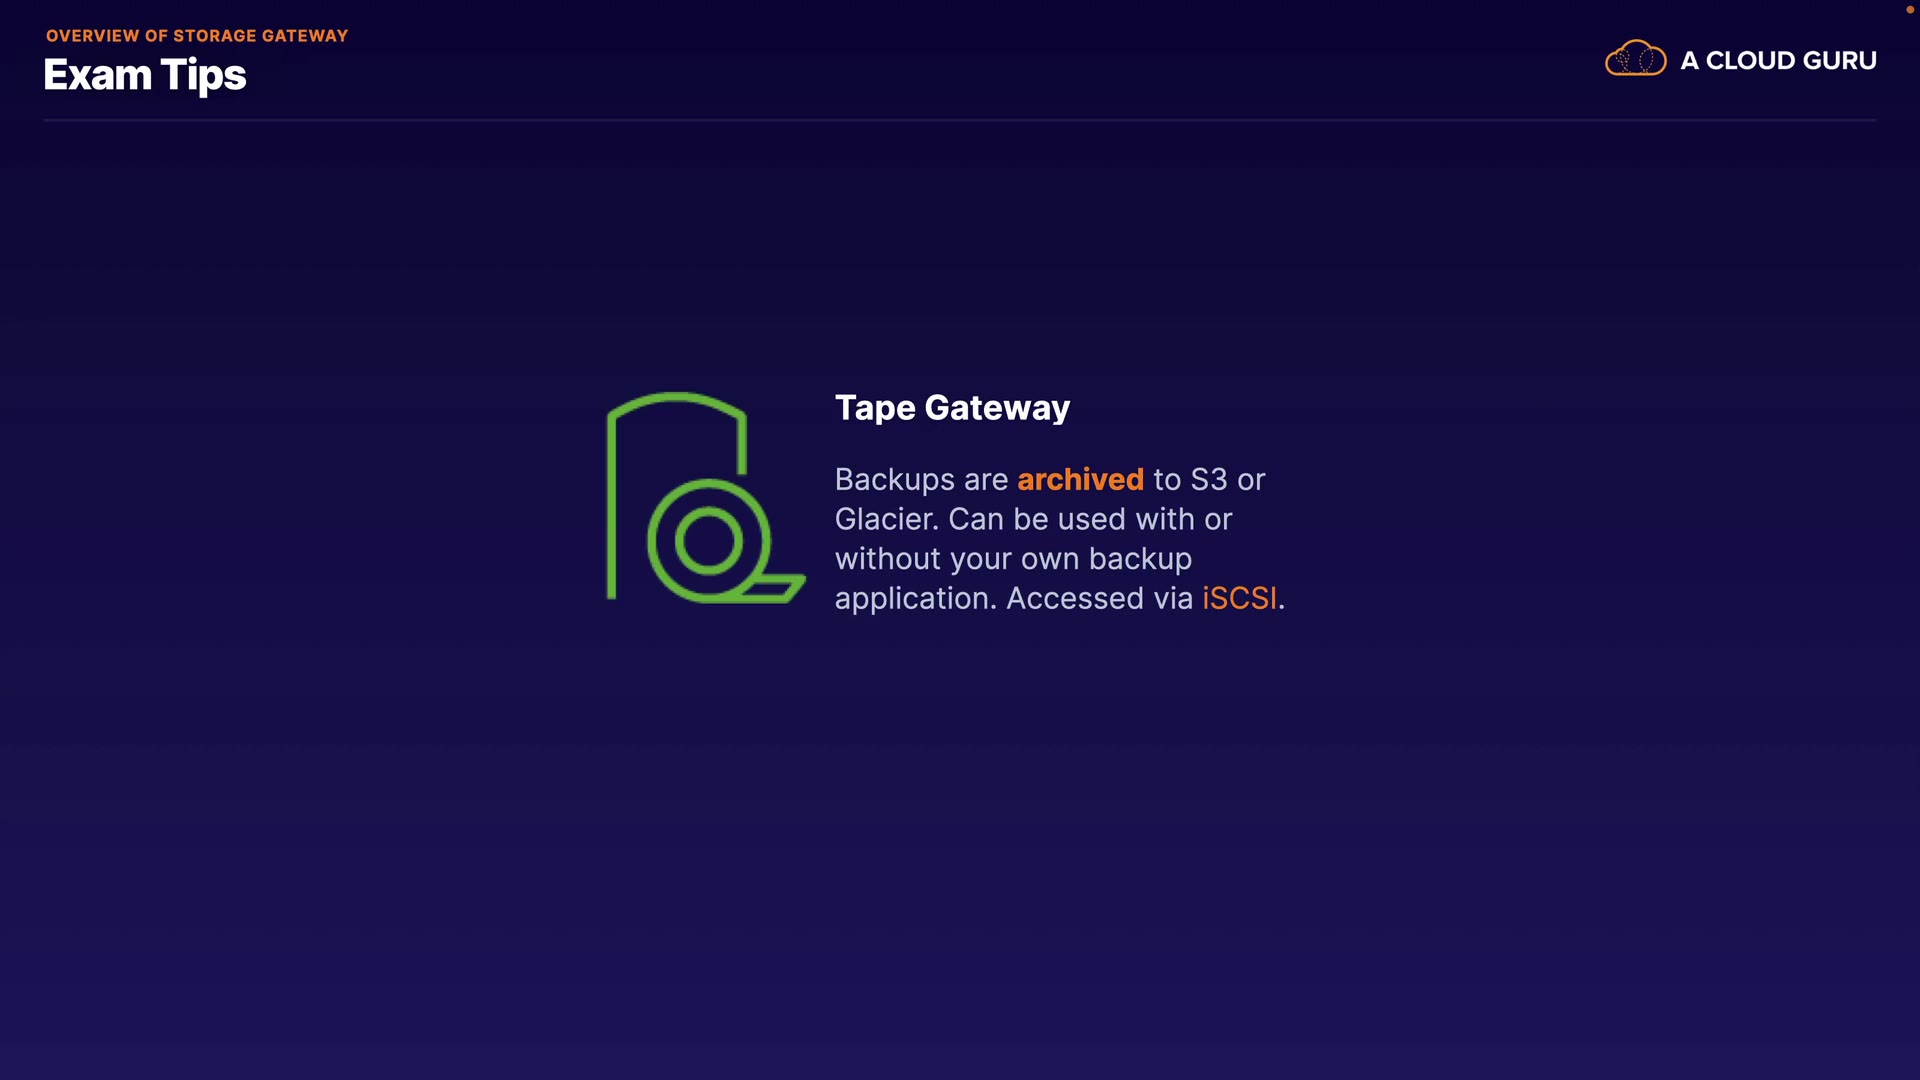 OVERVIEW OF STORAGE GATEWAY
Exam Tips
A CLOUD GURU
Tape Gateway
Backups are archived to S3 or
Glacier. Can be used with or
without your own backup
application. Accessed via iSCSI.